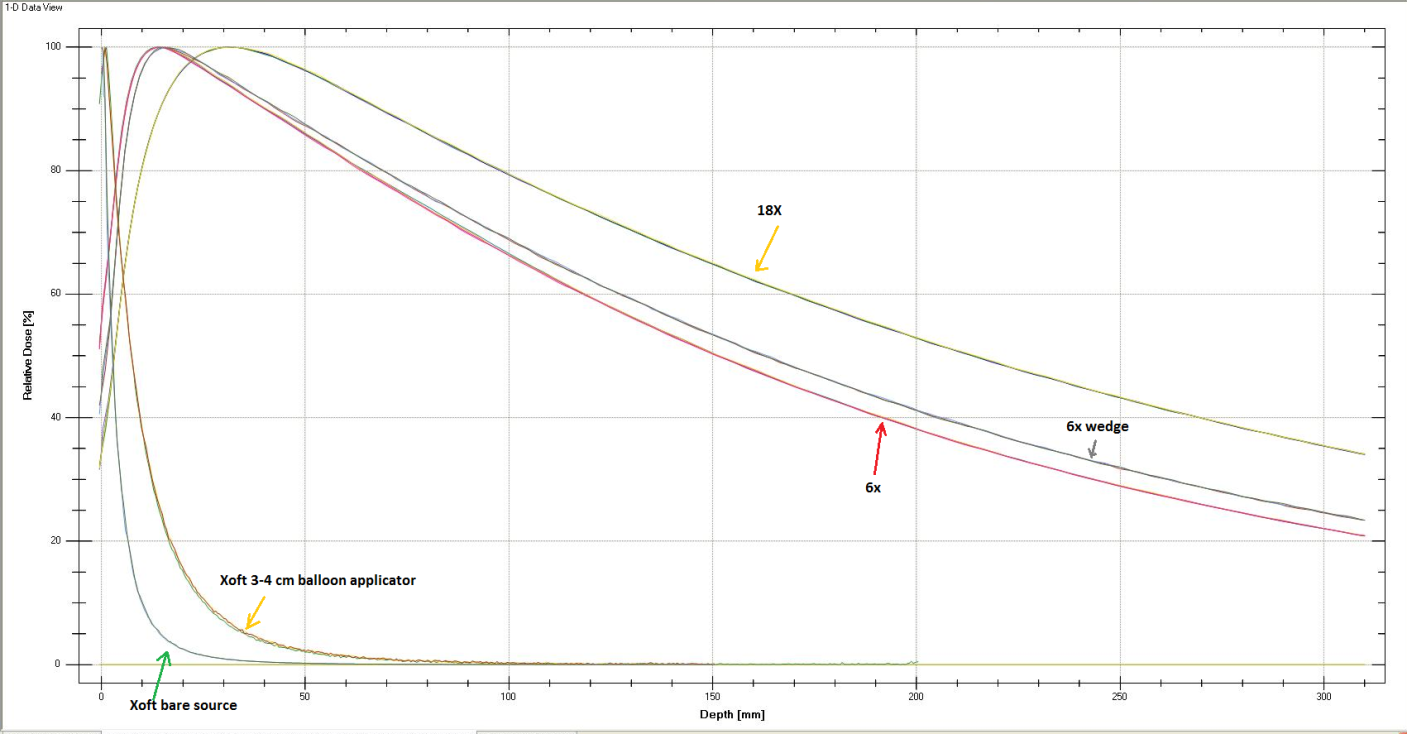 1-D Data View
100
80
60
40
20
0
Relative Dose [%]
18X
6x wedge
6x
Xoft 3-4 cm balloon applicator
Xoft bare source
0
50
100
150
200
250
300
Depth [mm]